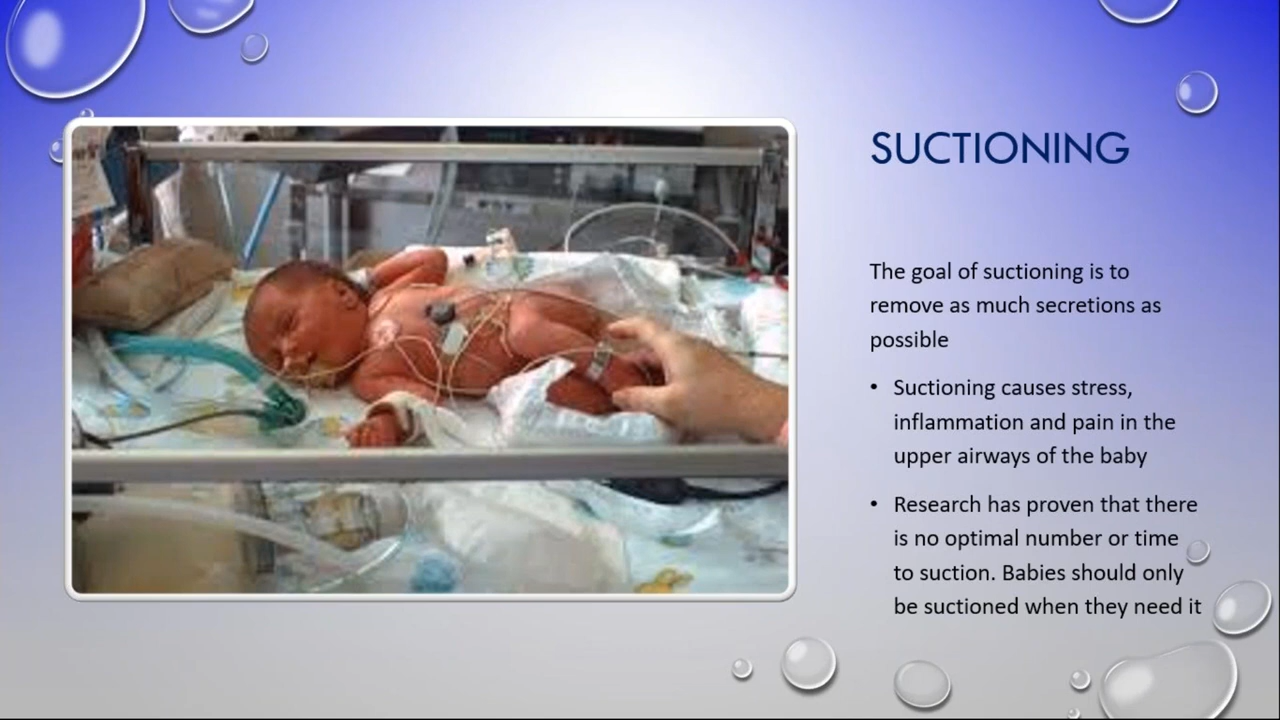 SUCTIONING
The goal of suctioning is to
remove as much secretions as
possible
• Suctioning causes stress,
inflammation and pain in the
upper airways of the baby
• Research has proven that there
is no optimal number or time
to suction. Babies should only
be suctioned when they need it